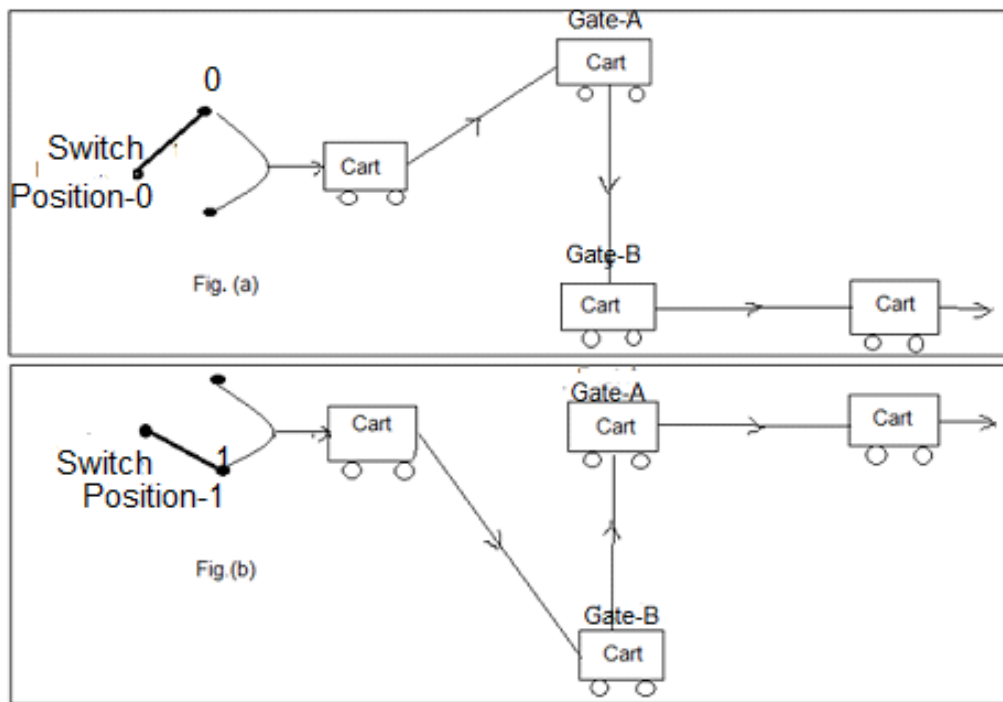 Gate-A
Cart
0
Switch
Cart
Position-0
Gate-B
Fig. (a)
Cart
Cart
Gate-A
Cart
Cart
Cart
Switch
1
Position-1
Fig.(b)
Gate-B
Cart